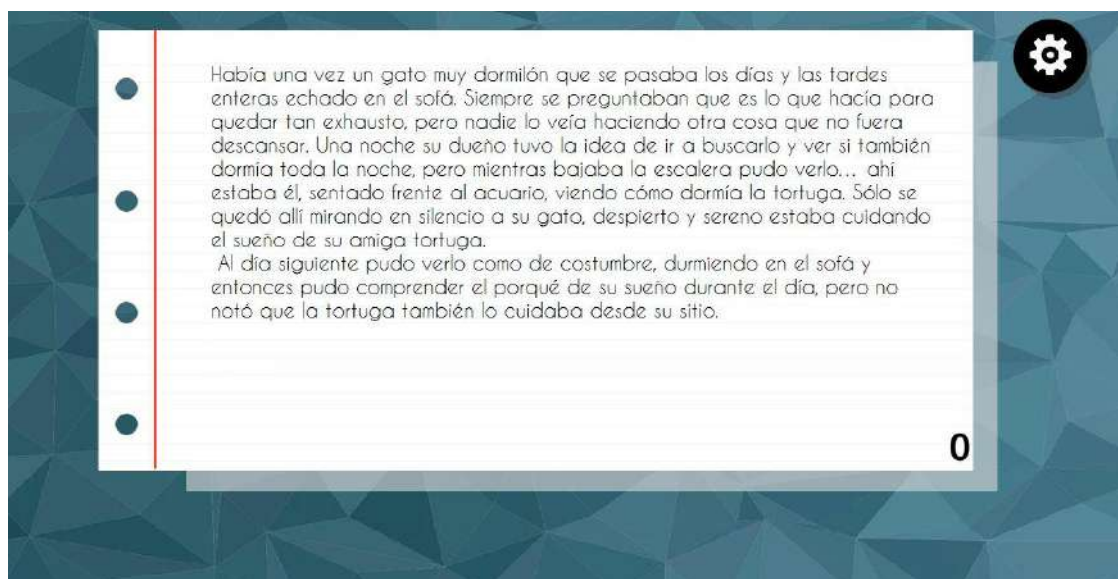 Había una vez un gato muy dormilón que se pasaba los días y las tardes
enteras echado en el sofá. Siempre se preguntaban que es lo que hacía para
quedar tan exhausto, pero nadie lo veía haciendo otra cosa que no fuera
descansar. Una noche su dueño tuvo la idea de ir a buscarlo y ver si también
dormía toda la noche, pero mientras bajaba la escalera pudo verlo... ahí
estaba él, sentado frente al acuario, viendo cómo dormía la tortuga. Sólo se
quedó allí mirando en silencio a su gato, despierto y sereno estaba cuidando
el sueño de su amiga tortuga.
Al día siguiente pudo verlo como de costumbre, durmiendo en el sofá y
entonces pudo comprender el porqué de su sueño durante el día, pero no
notó que la tortuga también lo cuidaba desde su sitio.
0